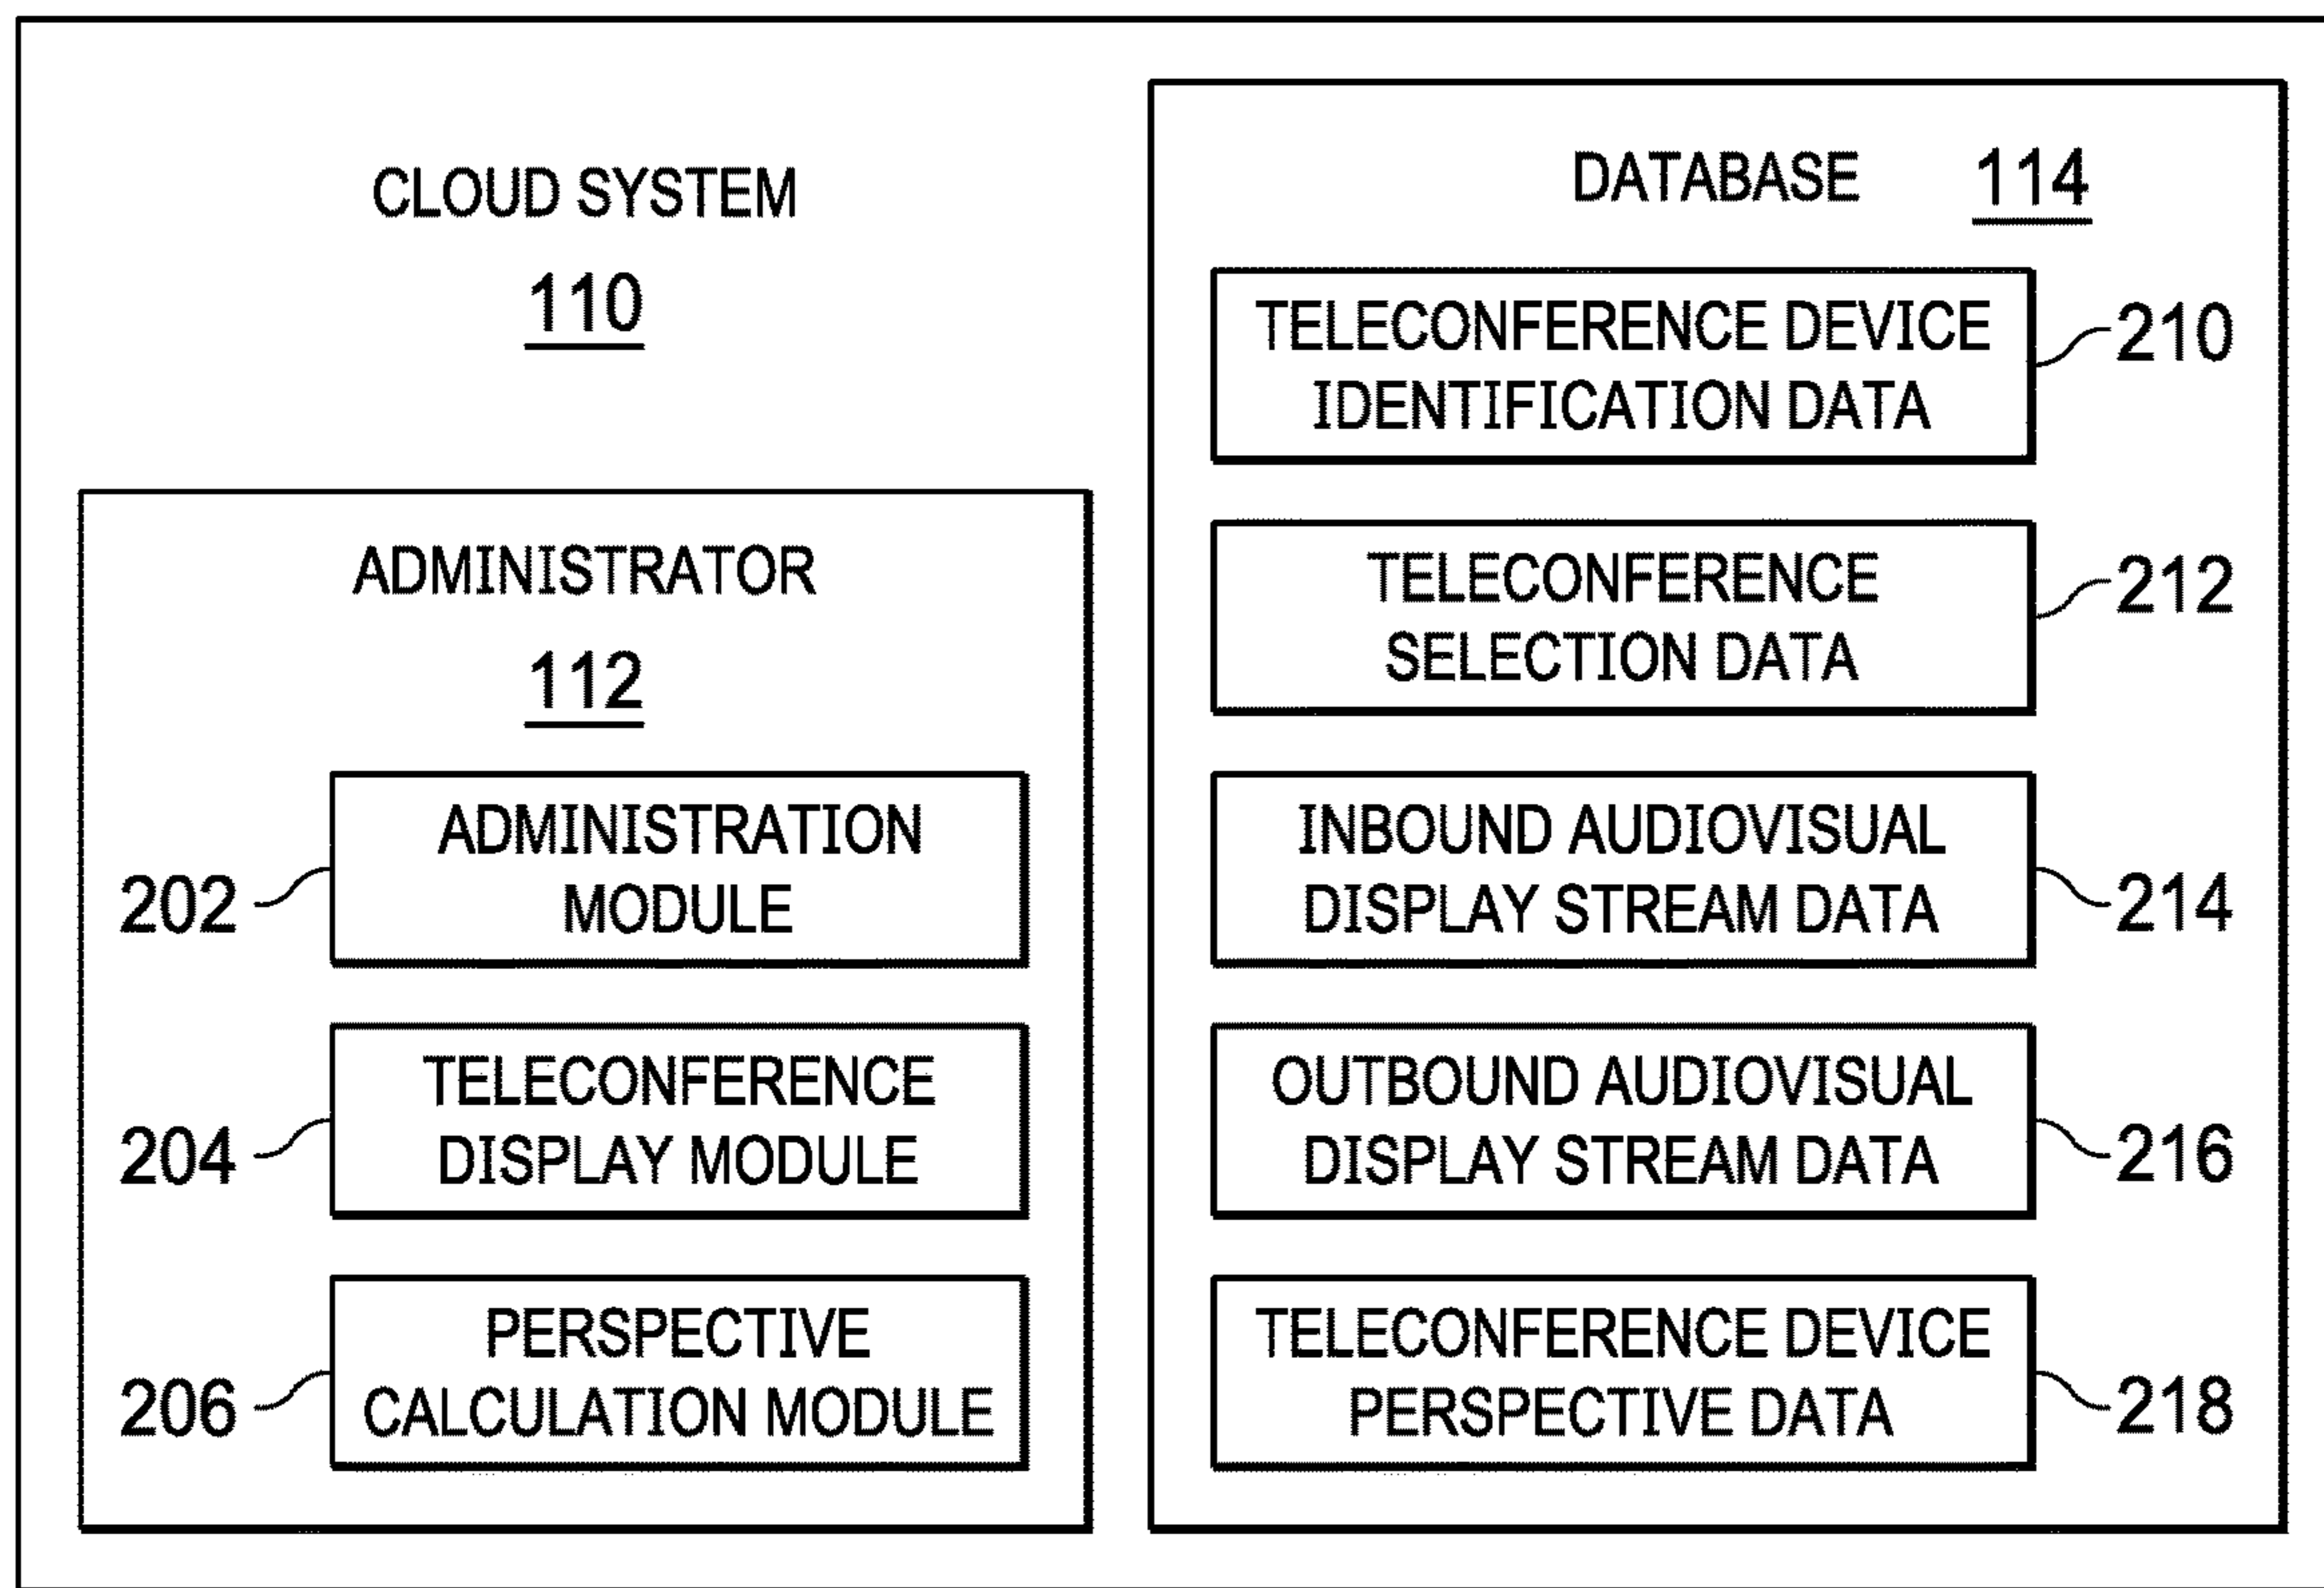 CLOUD SYSTEM
110
ADMINISTRATOR
112
ADMINISTRATION
MODULE
202
TELECONFERENCE
DISPLAY MODULE
204
PERSPECTIVE
CALCULATION MODULE
206
DATABASE 114
TELECONFERENCE DEVICE
IDENTIFICATION DATA
210
TELECONFERENCE
SELECTION DATA
212
INBOUND AUDIOVISUAL
DISPLAY STREAM DATA
214
OUTBOUND AUDIOVISUAL
DISPLAY STREAM DATA
216
TELECONFERENCE DEVICE
PERSPECTIVE DATA
218